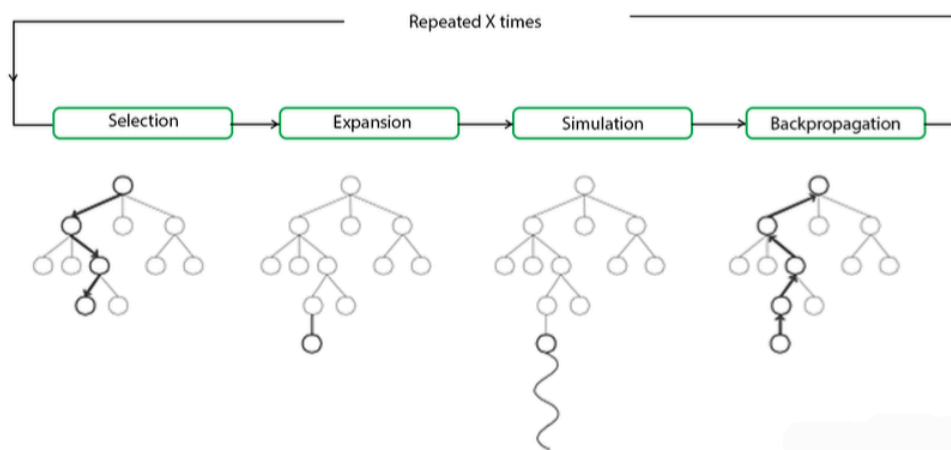 Repeated X times
Selection
Expansion
Simulation
Backpropagation